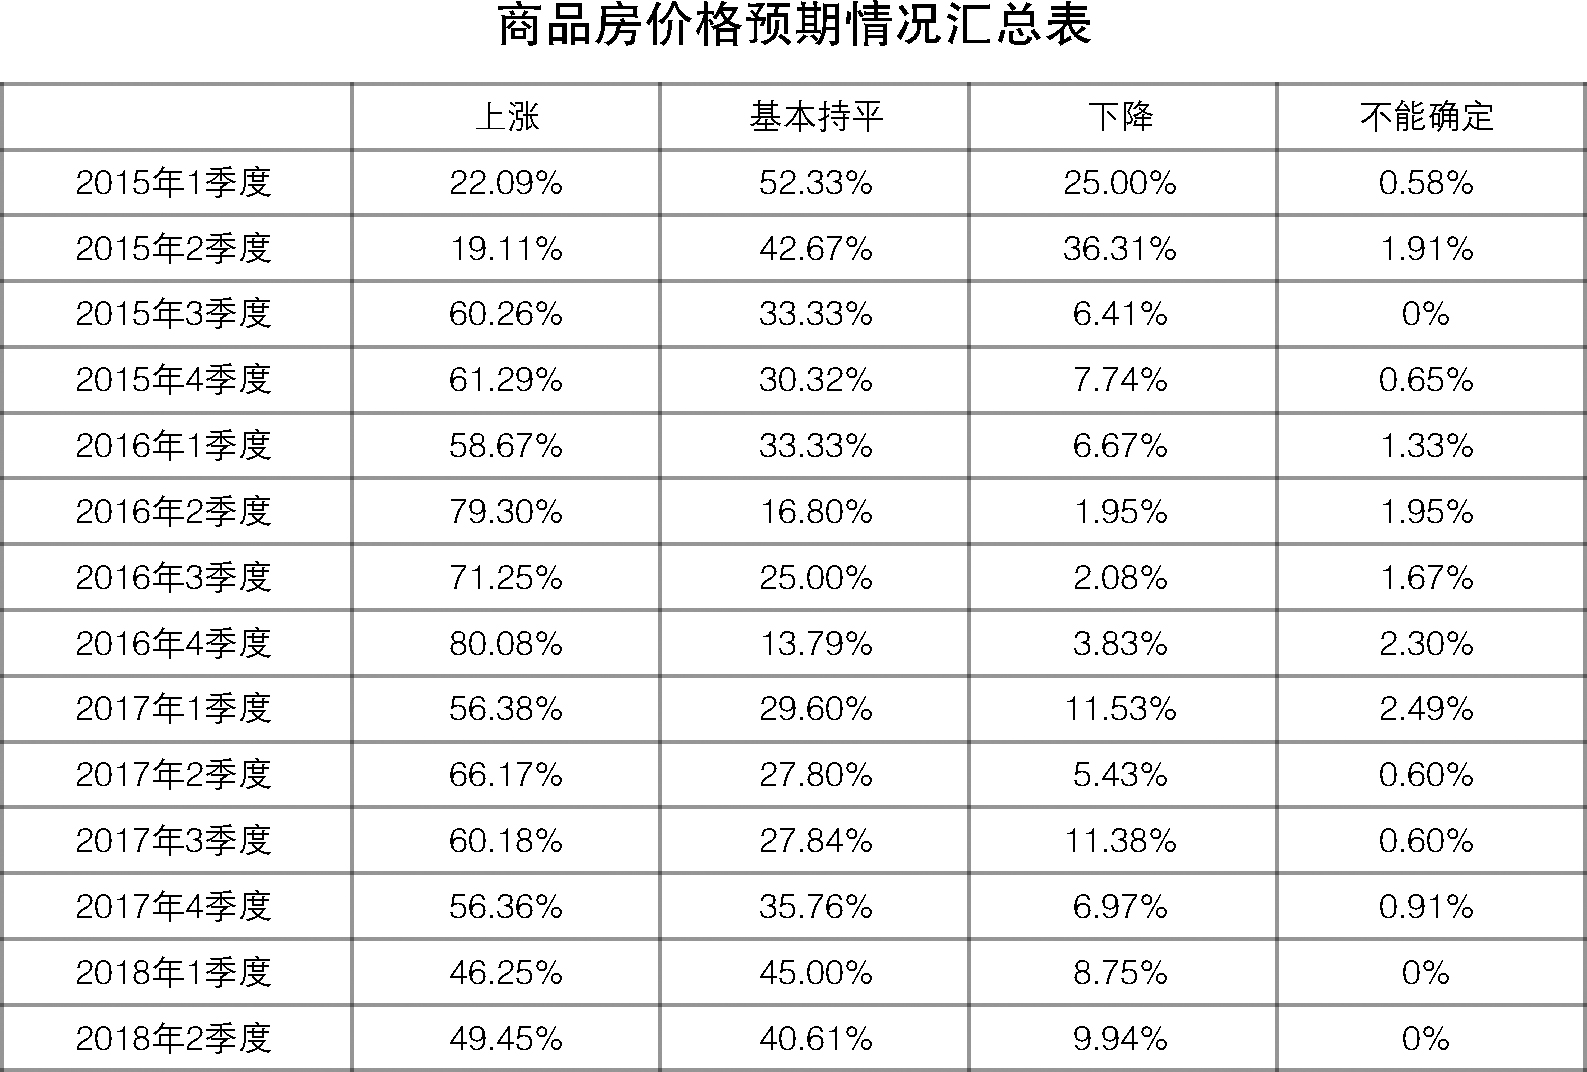 商品房价格预期情况汇总表
上涨 基本持平 下降 不能确定
2015年1季度 22.09% 52.33% 25.00% 0.58%
2015年2季度 19.11% 42.67% 36.31% 1.91%
2015年3季度 60.26% 33.33% 6.41% 0%
2015年4季度 61.29% 30.32% 7.74% 0.65%
2016年1季度 58.67% 33.33% 6.67% 1.33%
2016年2季度 79.30% 16.80% 1.95% 1.95%
2016年3季度 71.25% 25.00% 2.08% 1.67%
2016年4季度 80.08% 13.79% 3.83% 2.30%
2017年1季度 56.38% 29.60% 11.53% 2.49%
2017年2季度 66.17% 27.80% 5.43% 0.60%
2017年3季度 60.18% 27.84% 11.38% 0.60%
2017年4季度 56.36% 35.76% 6.97% 0.91%
2018年1季度 46.25% 45.00% 8.75% 0%
2018年2季度 49.45% 40.61% 9.94% 0%